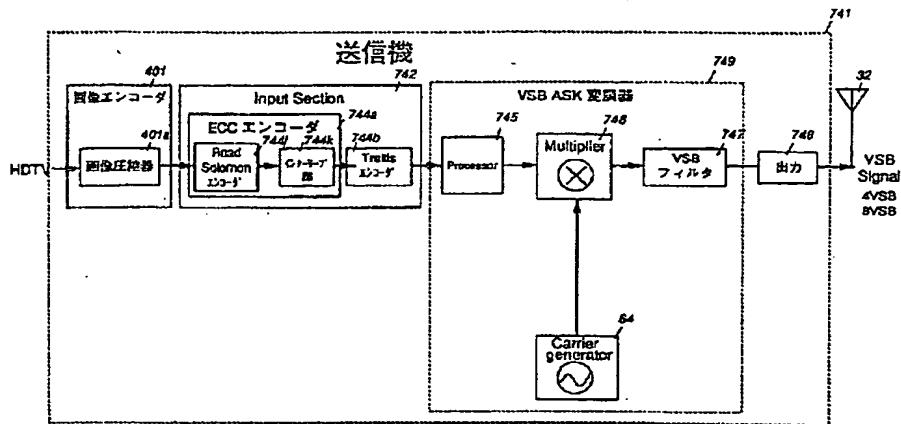 741
送信機
749
32
401
画像エンコーダ
742
Input Section
VSB ASK 変調器
401a
画像圧縮器
ECC エンコーダ
744a
744j
Read
Solomon
エンコーダ
744k
インターリーブ
器
744b
Trellis
エンコーダ
745
Processor
746
Multiplier
747
VSB
フィルタ
748
出力
HDTV
VSB
Signal
4VSB
8VSB
64
Carrier
generator